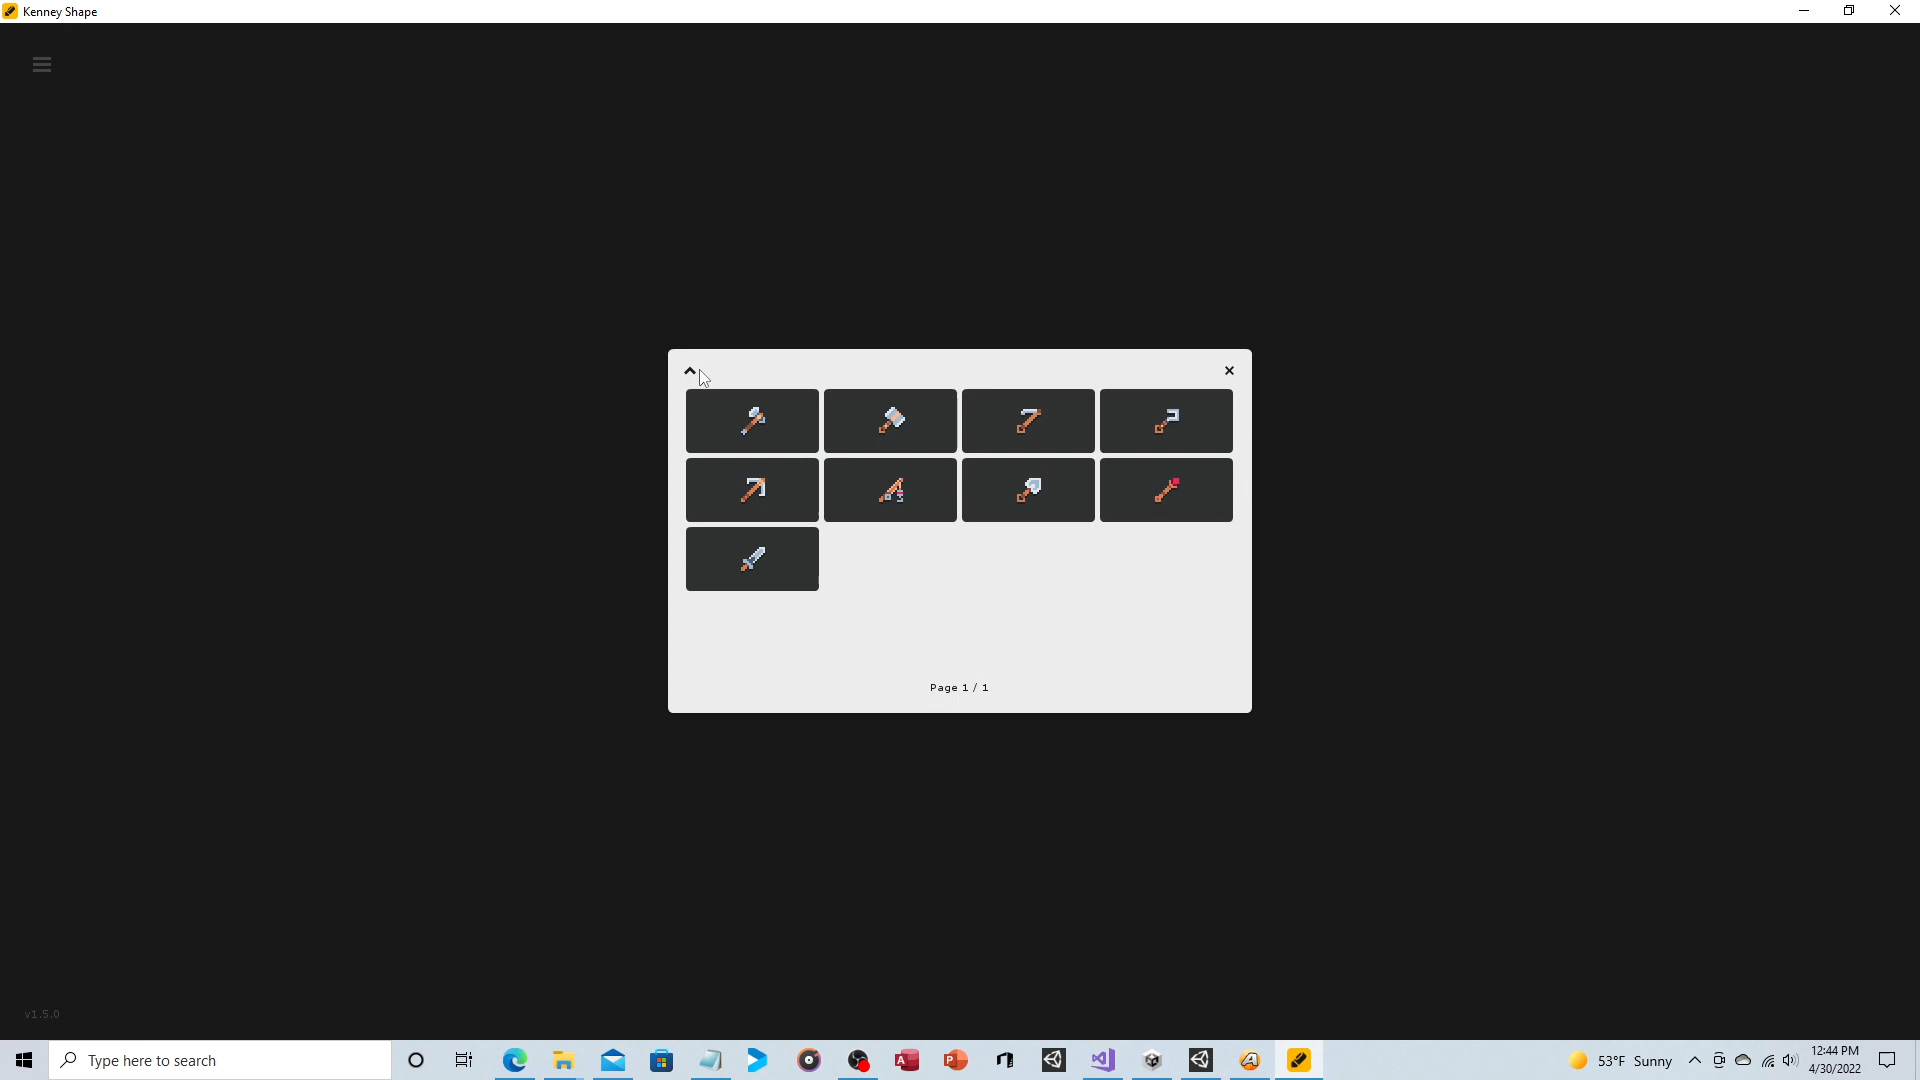 Kenney Shape
Page 1 / 1
v1.5.0
Type here to search
53°F Sunny
12:44 PM
4/30/2022